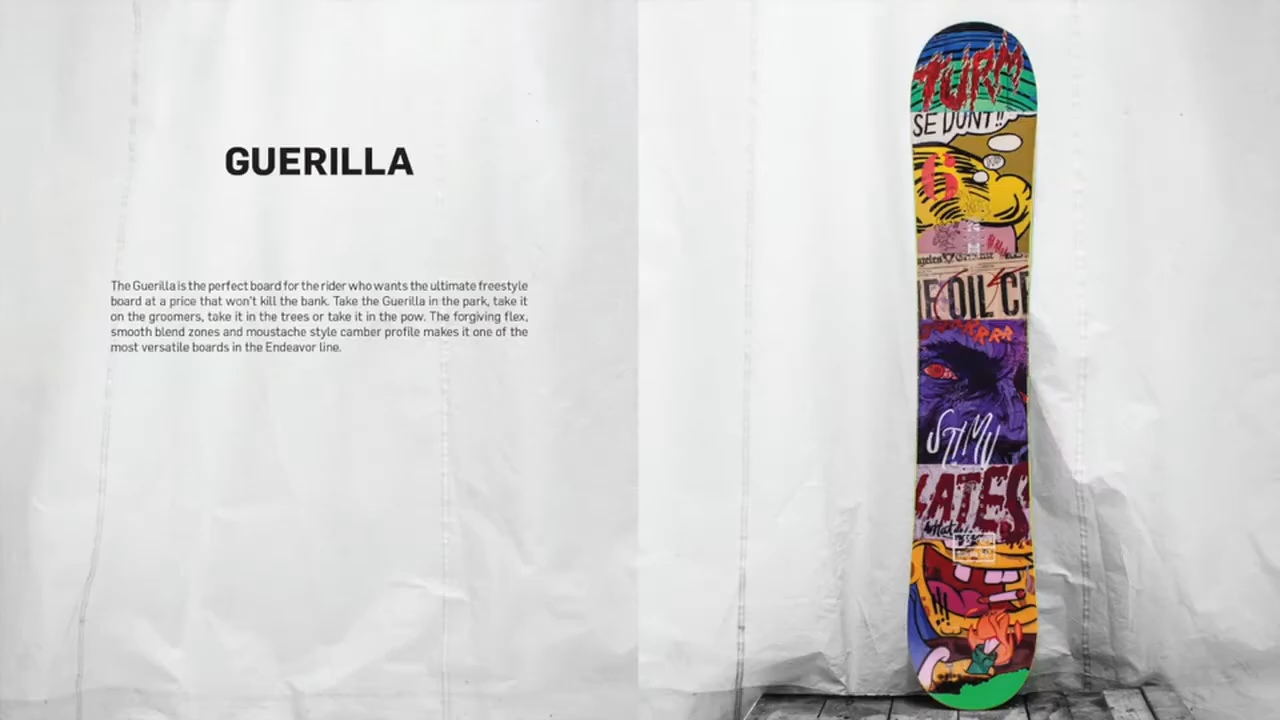 GUERILLA
The Guerilla is the perfect board for the rider who wants the ultimate freestyle
board at a price that won't kill the bank. Take the Guerilla in the park, take it
on the groomers, take it in the trees or take it in the pow. The forgiving flex,
smooth blend zones and moustache style camber profile makes it one of the
most versatile boards in the Endeavor line.
TURM
SE DONT!!
6
OIL
LATES